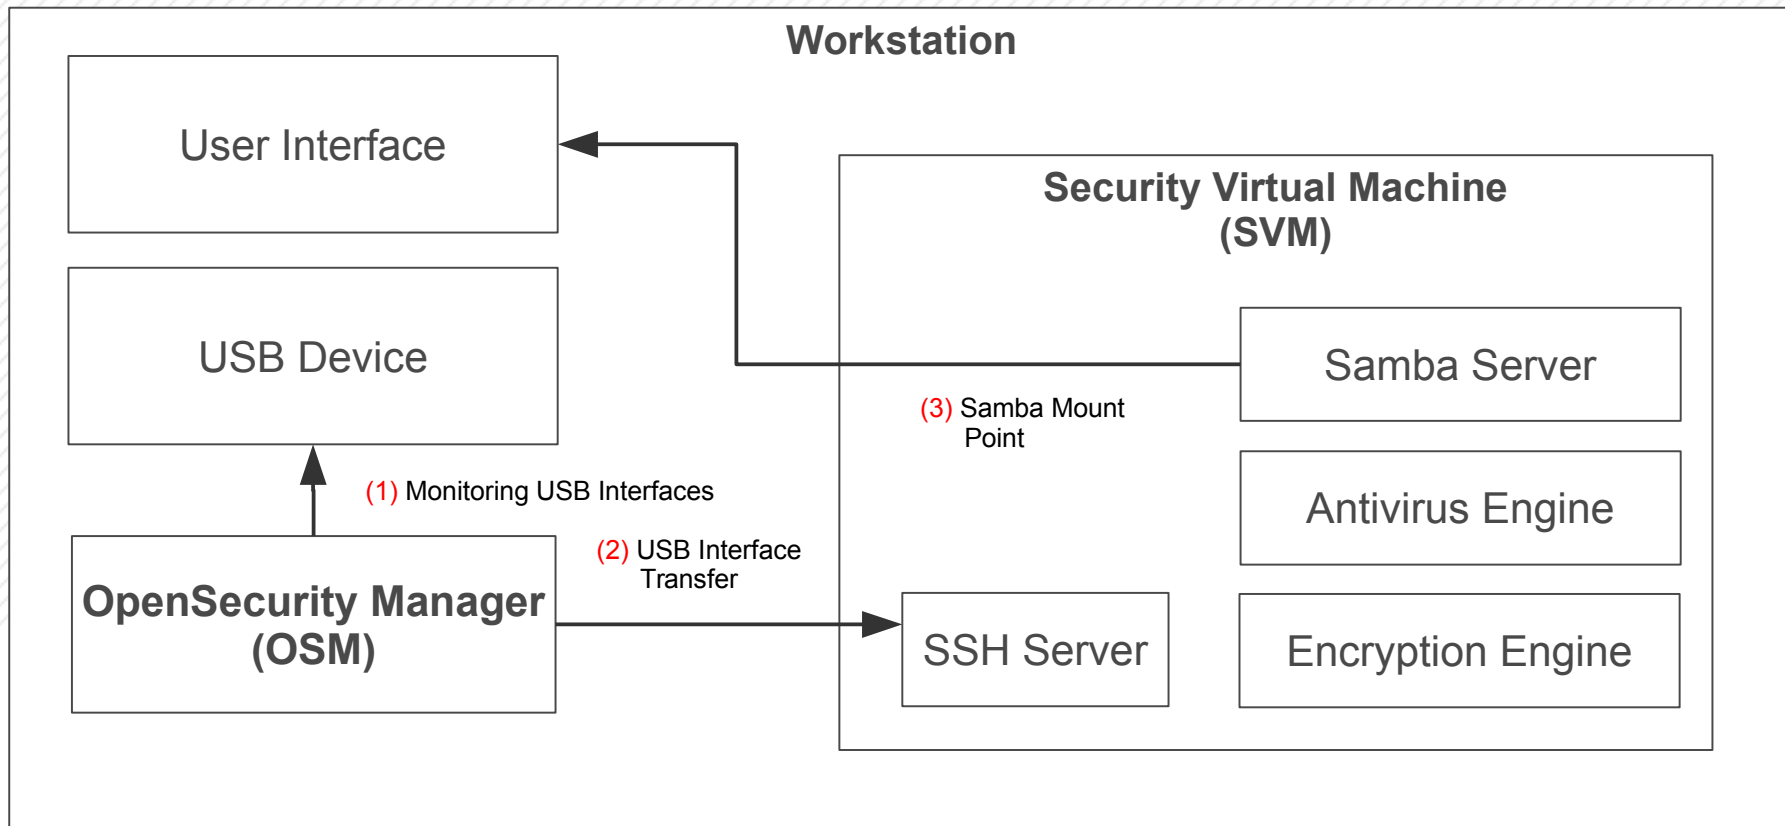 Workstation
User Interface
Security Virtual Machine
(SVM)
USB Device
Samba Server
(3) Samba Mount
Point
(1) Monitoring USB Interfaces
Antivirus Engine
(2) USB Interface
Transfer
OpenSecurity Manager
(OSM)
SSH Server
Encryption Engine